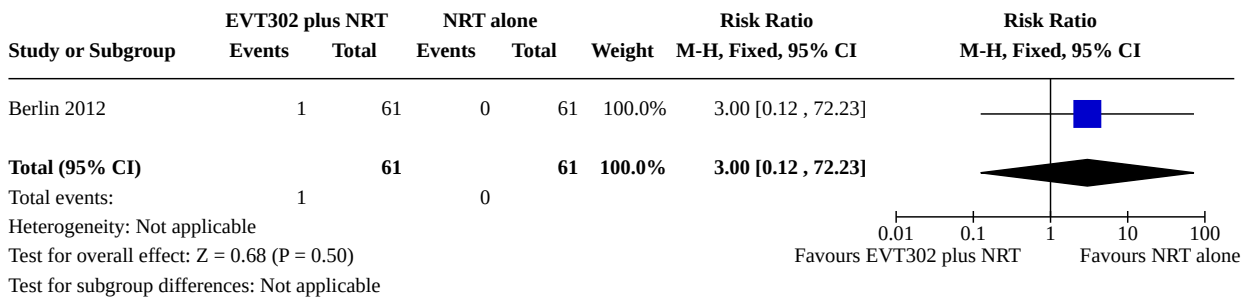 EVT302 plus NRT NRT alone Risk Ratio Risk Ratio
Study or Subgroup Events Total Events Total Weight M-H, Fixed, 95% CI M-H, Fixed, 95% CI
Berlin 2012 1 61 0 61 100.0% 3.00 [0.12 , 72.23]
Total (95% CI) 61 61 100.0% 3.00 [0.12 , 72.23]
Total events: 1 0
Heterogeneity: Not applicable
0.01 0.1 1 10 100
Test for overall effect: Z = 0.68 (P = 0.50)
Favours EVT302 plus NRT Favours NRT alone
Test for subgroup differences: Not applicable